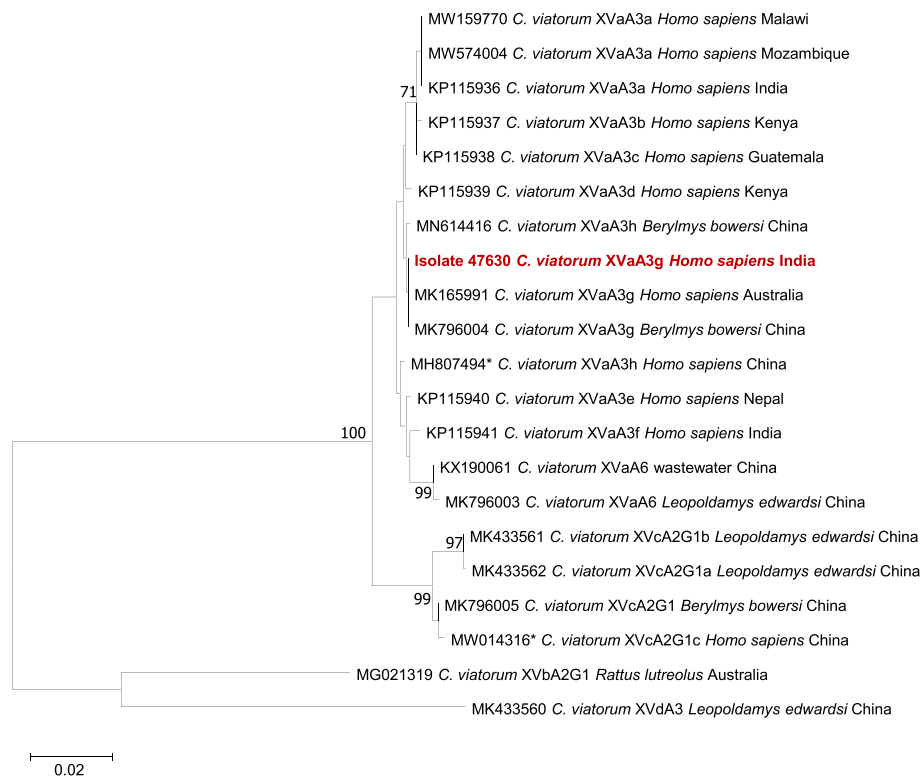 MW159770 C. viatorum XVaA3a Homo sapiens Malawi
MW574004 C. viatorum XVaA3a Homo sapiens Mozambique
71
KP115936 C. viatorum XVaA3a Homo sapiens India
KP115937 C. viatorum XVaA3b Homo sapiens Kenya
KP115938 C. viatorum XVaA3c Homo sapiens Guatemala
KP115939 C. viatorum XVaA3d Homo sapiens Kenya
MN614416 C. viatorum XVaA3h Berylmys bowersi China
Isolate 47630 C. viatorum XVaA3g Homo sapiens India
MK165991 C. viatorum XVaA3g Homo sapiens Australia
MK796004 C. viatorum XVaA3g Berylmys bowersi China
MH807494* C. viatorum XVaA3h Homo sapiens China
KP115940 C. viatorum XVaA3e Homo sapiens Nepal
100
KP115941 C. viatorum XVaA3f Homo sapiens India
KX190061 C. viatorum XVaA6 wastewater China
99
MK796003 C. viatorum XVaA6 Leopoldamys edwardsi China
MK433561 C. viatorum XVcA2G1b Leopoldamys edwardsi China
97
MK433562 C. viatorum XVcA2G1a Leopoldamys edwardsi China
99
MK796005 C. viatorum XVcA2G1 Berylmys bowersi China
MW014316* C. viatorum XVcA2G1c Homo sapiens China
MG021319 C. viatorum XVbA2G1 Rattus lutreolus Australia
MK433560 C. viatorum XVdA3 Leopoldamys edwardsi China
0.02